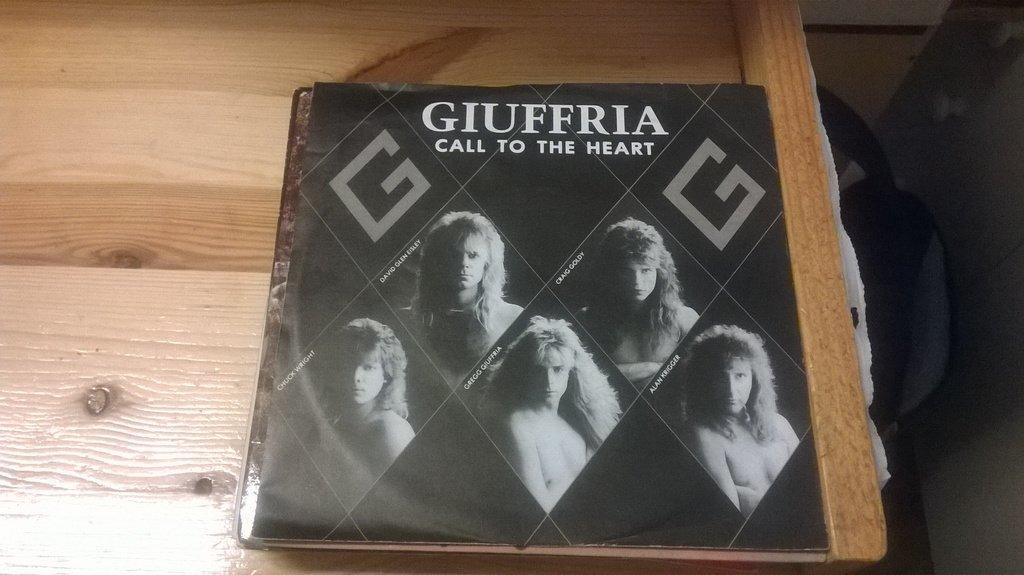 GIUFFRIA
CALL TO THE HEART
G G
DAVID GLEN EISLEY
CRAIG GOLDY
CHUCK WRIGHT
GREGG GIUFFRIA
ALAN KRIGGER